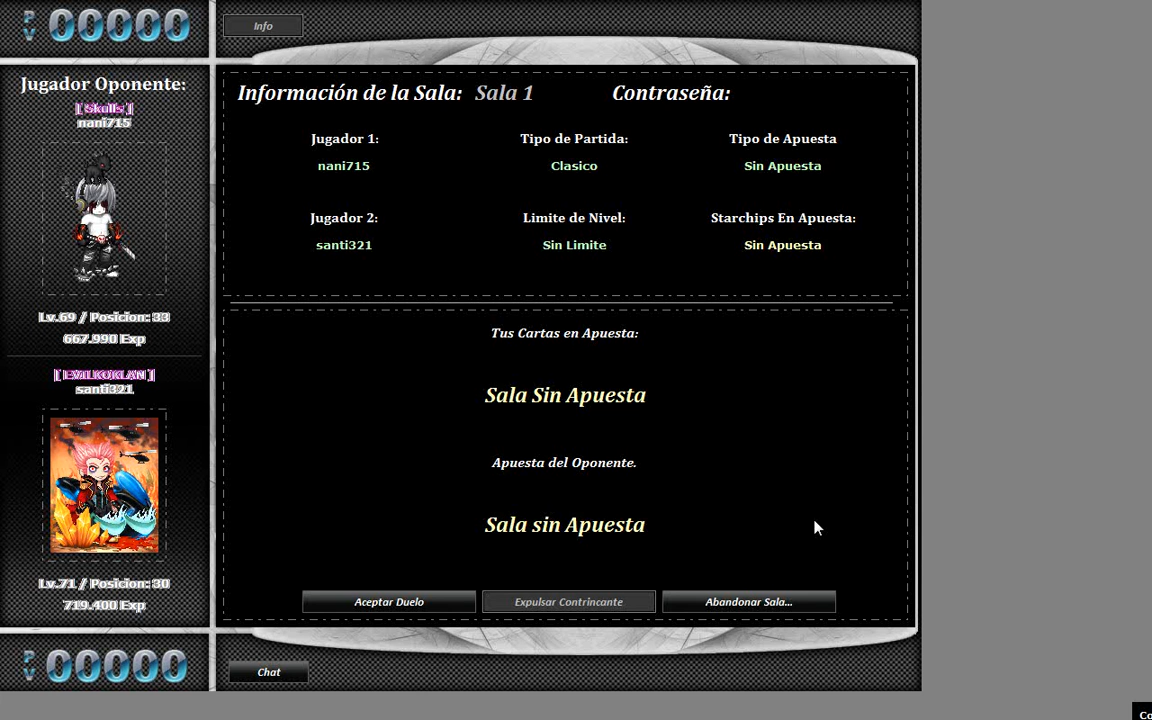 PV 00000
Info
Jugador Oponente:
[ Skulls ]
nani715
Lv.69 / Posicion: 33
667.990 Exp
[ EVILKOKLAN ]
santi321
Lv.71 / Posicion: 30
719.400 Exp
PV 00000
Información de la Sala: Sala 1 Contraseña:
Jugador 1: Tipo de Partida: Tipo de Apuesta
nani715 Clasico Sin Apuesta
Jugador 2: Limite de Nivel: Starchips En Apuesta:
santi321 Sin Limite Sin Apuesta
Tus Cartas en Apuesta:
Sala Sin Apuesta
Apuesta del Oponente.
Sala sin Apuesta
Aceptar Duelo Expulsar Contrincante Abandonar Sala...
Chat
Co